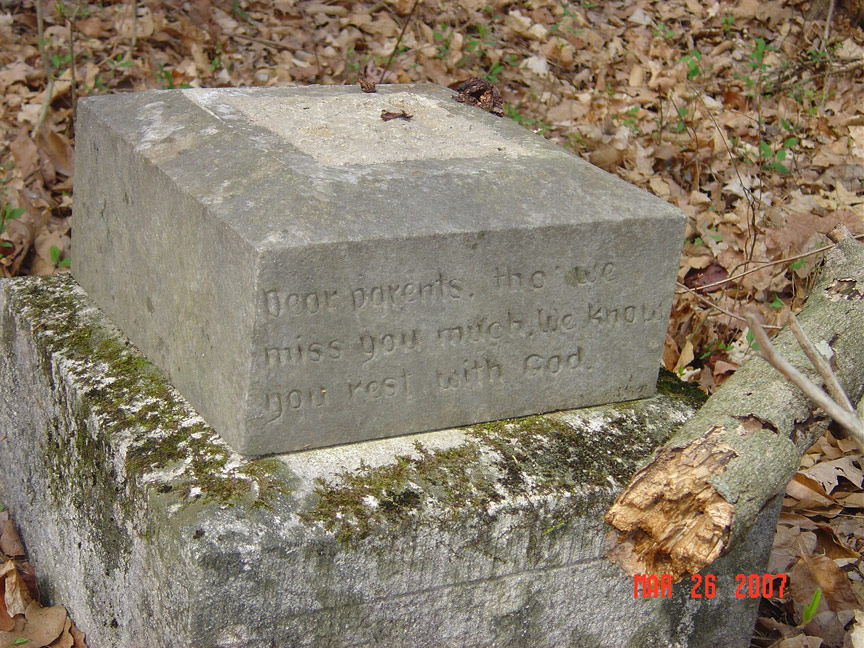 Dear parents, tho' we
miss you much, We know
you rest with God.
MAR 26 2007